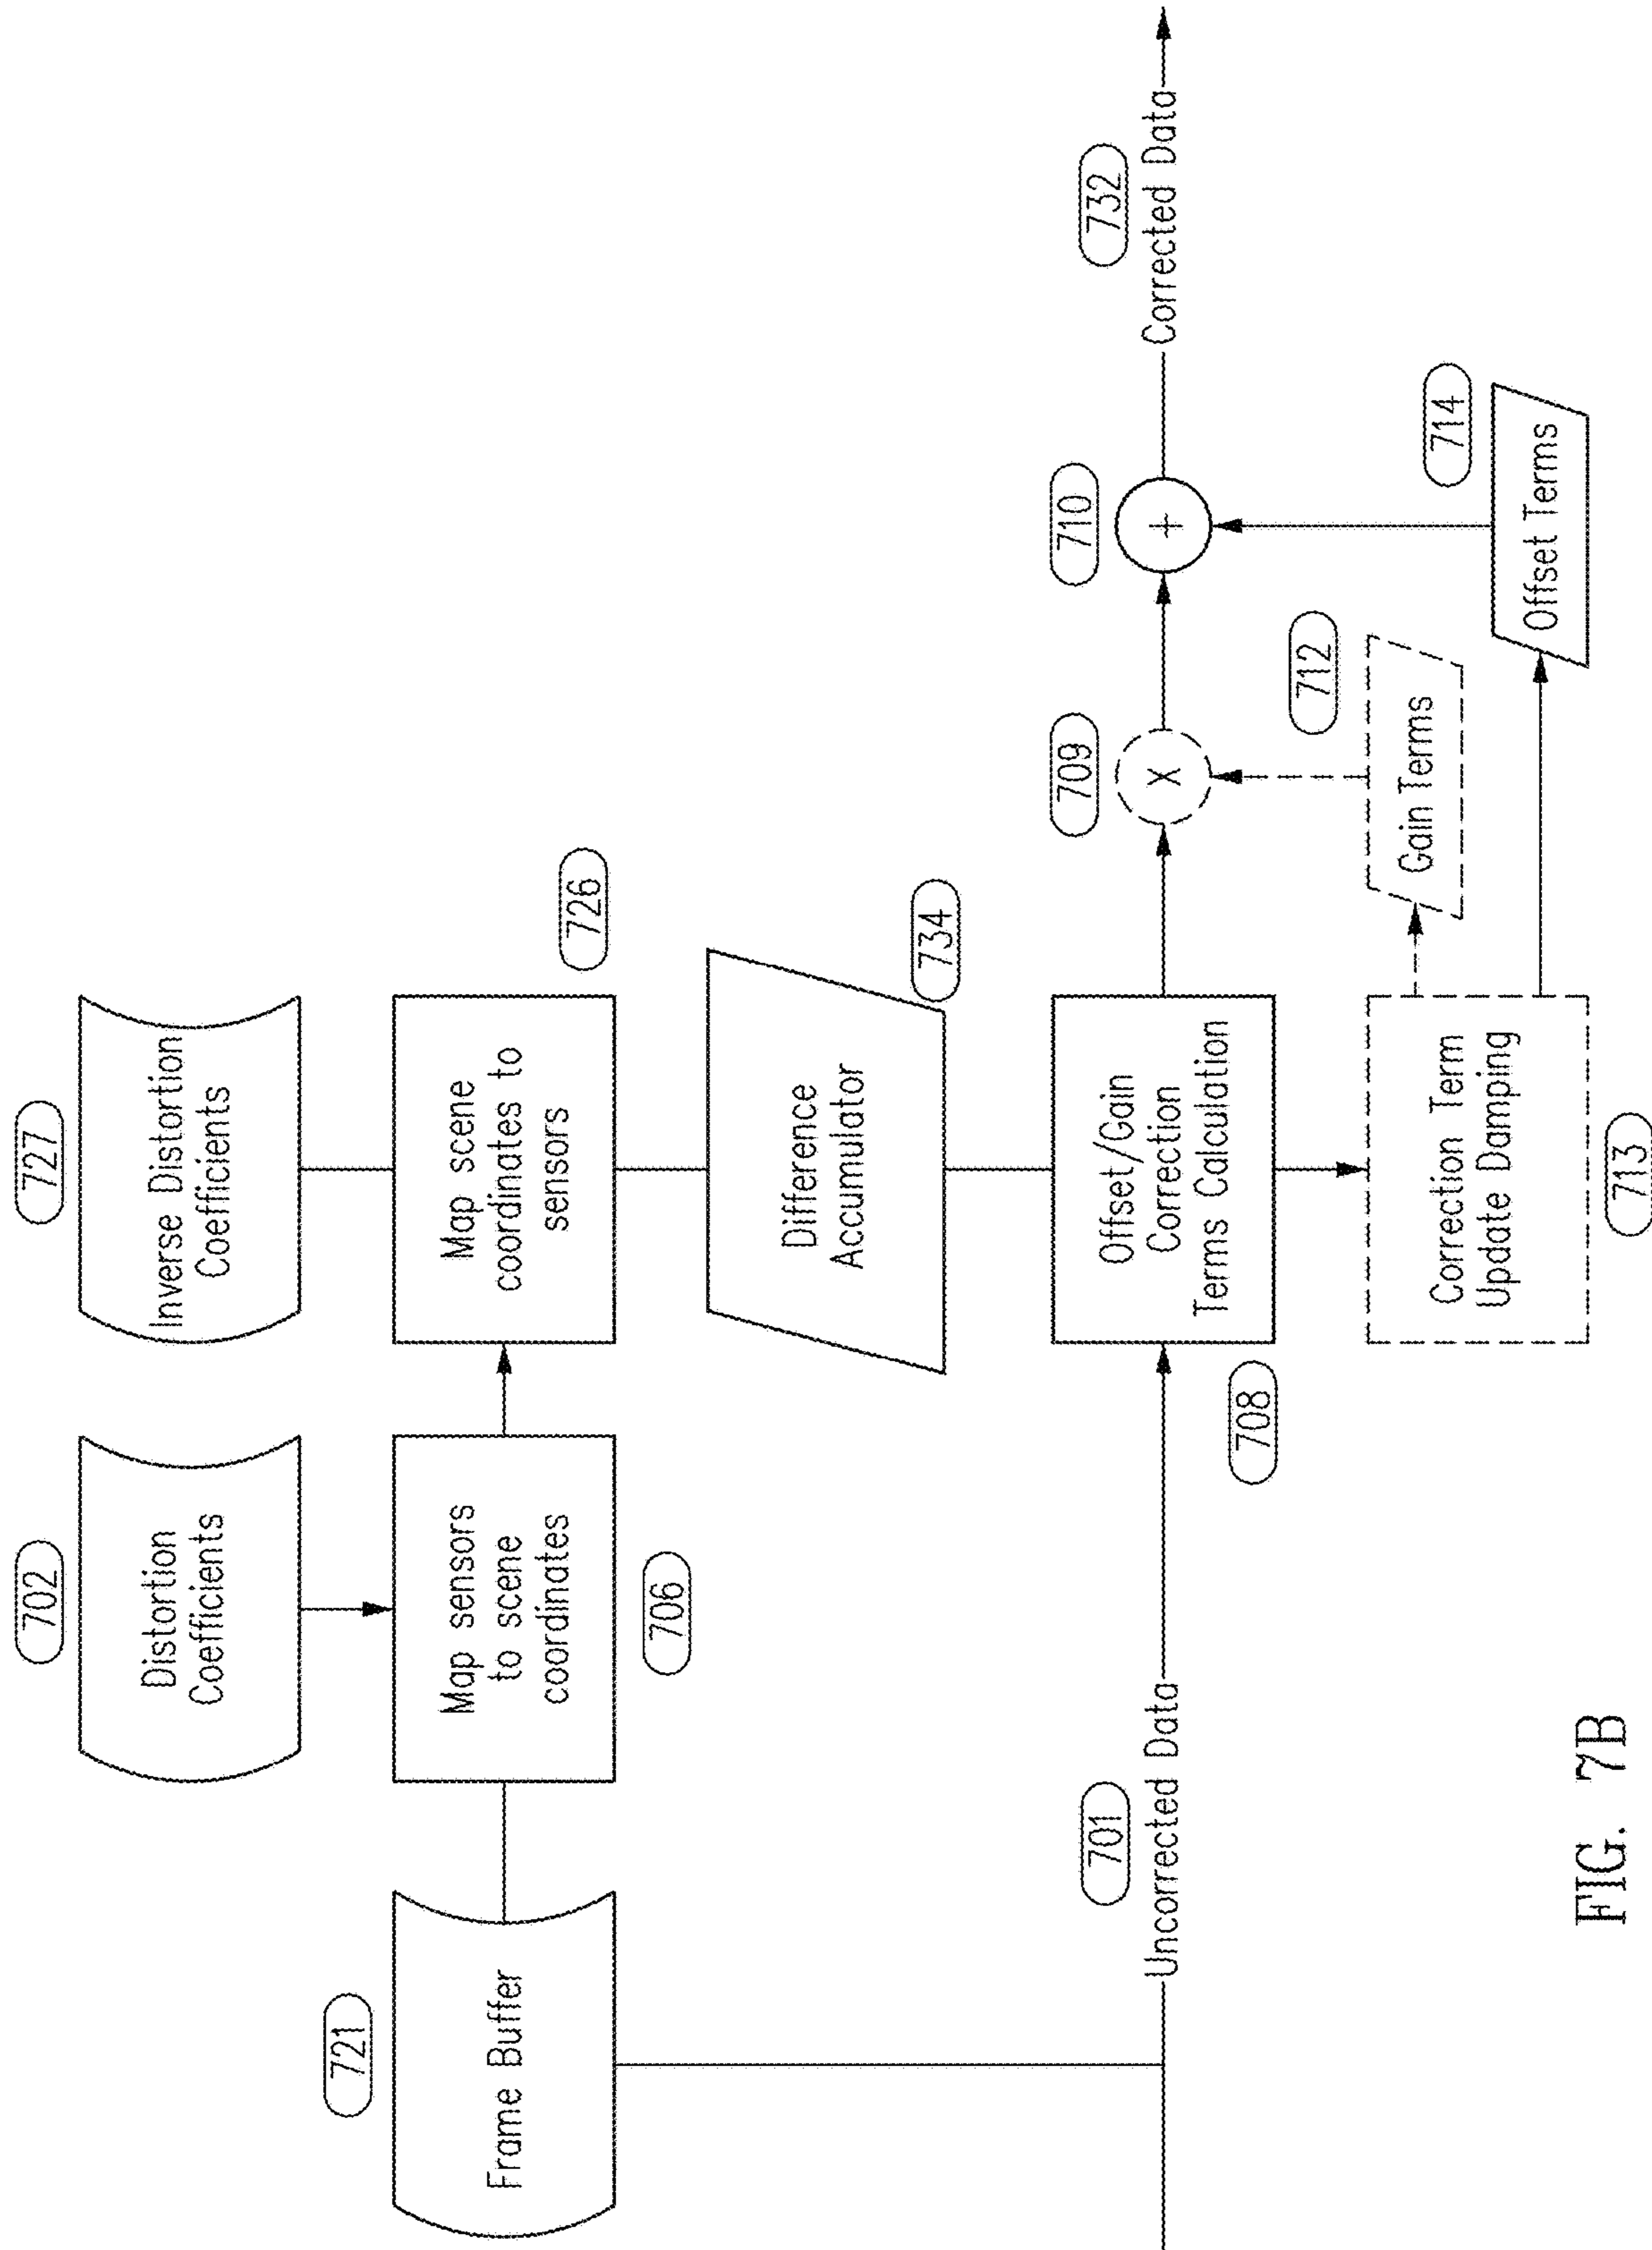 702
727
Distortion
Coefficients
Inverse Distortion
Coefficients
721
Frame Buffer
Map sensors
to scene
coordinates
706
Map scene
coordinates to
sensors
726
Difference
Accumulator
734
701
Uncorrected Data
708
Offset/Gain
Correction
Terms Calculation
709
X
710
+
732
Corrected Data
712
Gain Terms
714
Offset Terms
Correction Term
Update Damping
713
FIG. 7B